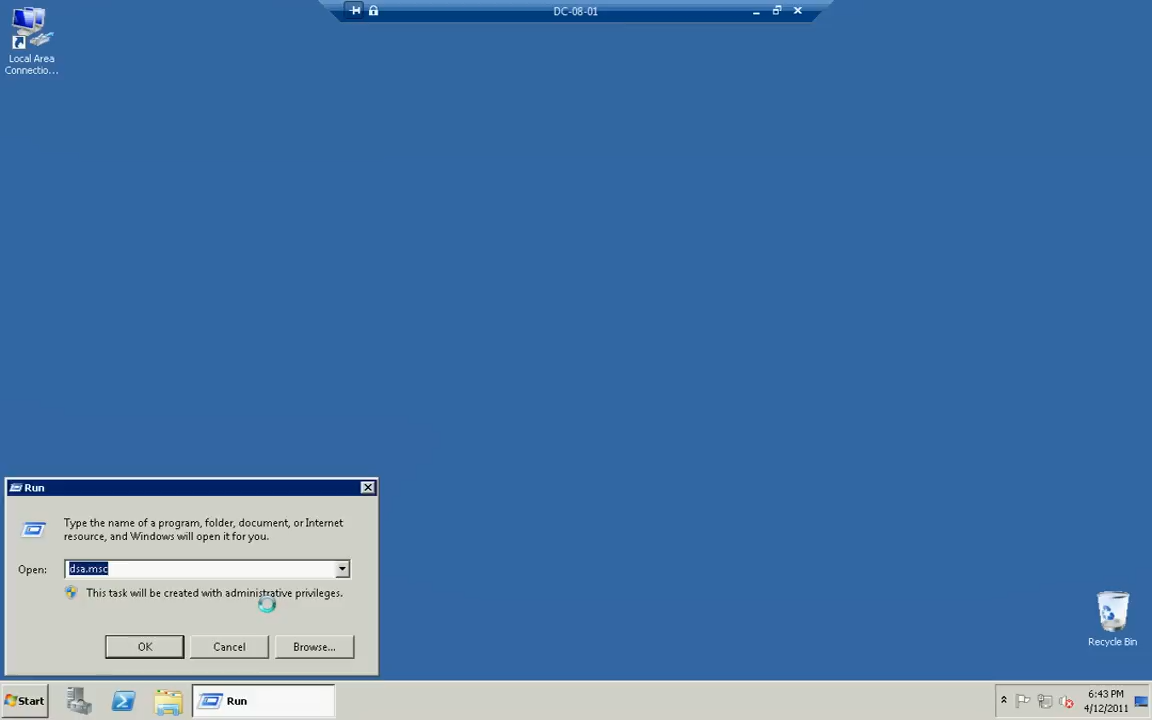 DC-08-01
Local Area
Connectio...
Run
Type the name of a program, folder, document, or Internet
resource, and Windows will open it for you.
Open:
dsa.msc
This task will be created with administrative privileges.
OK
Cancel
Browse...
Recycle Bin
Start
Run
6:43 PM
4/12/2011